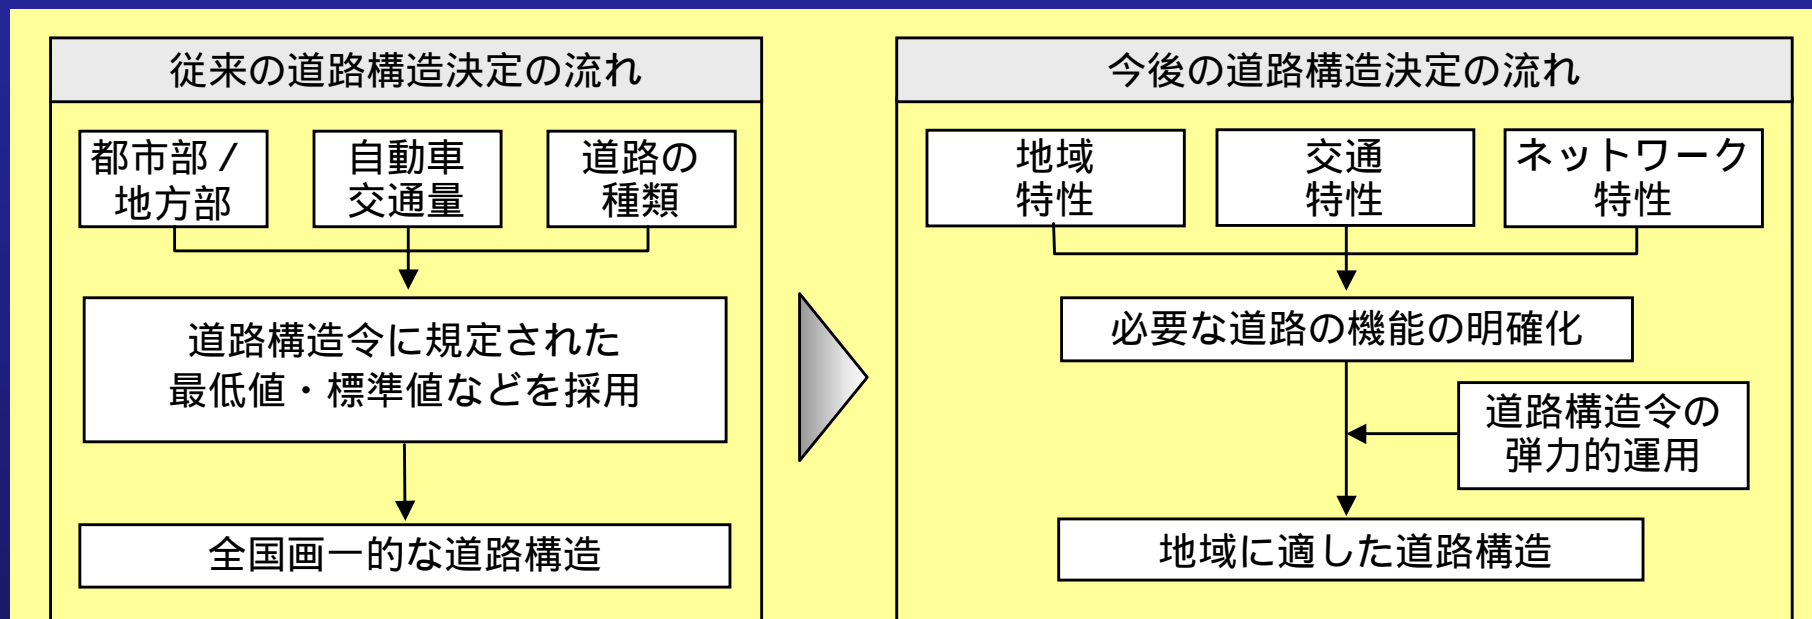 従来の道路構造決定の流れ
都市部/
地方部
自動車
交通量
道路の
種類
道路構造令に規定された
最低値・標準値などを採用
全国画一的な道路構造
今後の道路構造決定の流れ
地域
特性
交通
特性
ネットワーク
特性
必要な道路の機能の明確化
道路構造令の
弾力的運用
地域に適した道路構造